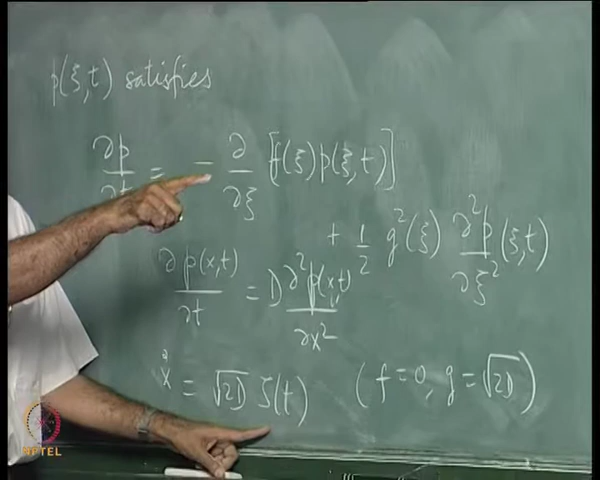 p(ξ,t) satisfies
∂p/∂t = − ∂/∂ξ [f(ξ)p(ξ,t)]
+ 1/2 g²(ξ) ∂²p/∂ξ² (ξ,t)
∂p(x,t)/∂t = D ∂²p(x,t)/∂x²
ẋ = √2D ζ(t) (f=0, g=√2D)
NPTEL